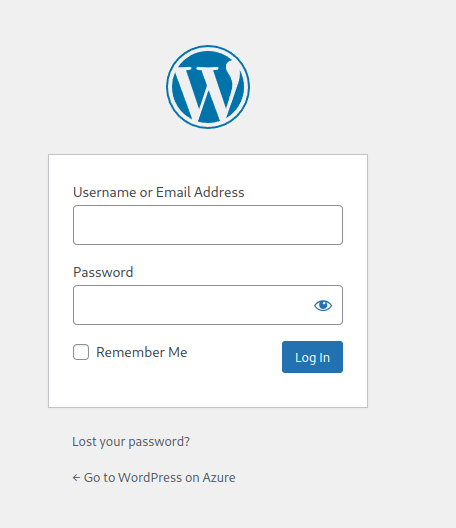 Username or Email Address
Password
Remember Me
Log In
Lost your password?
← Go to WordPress on Azure